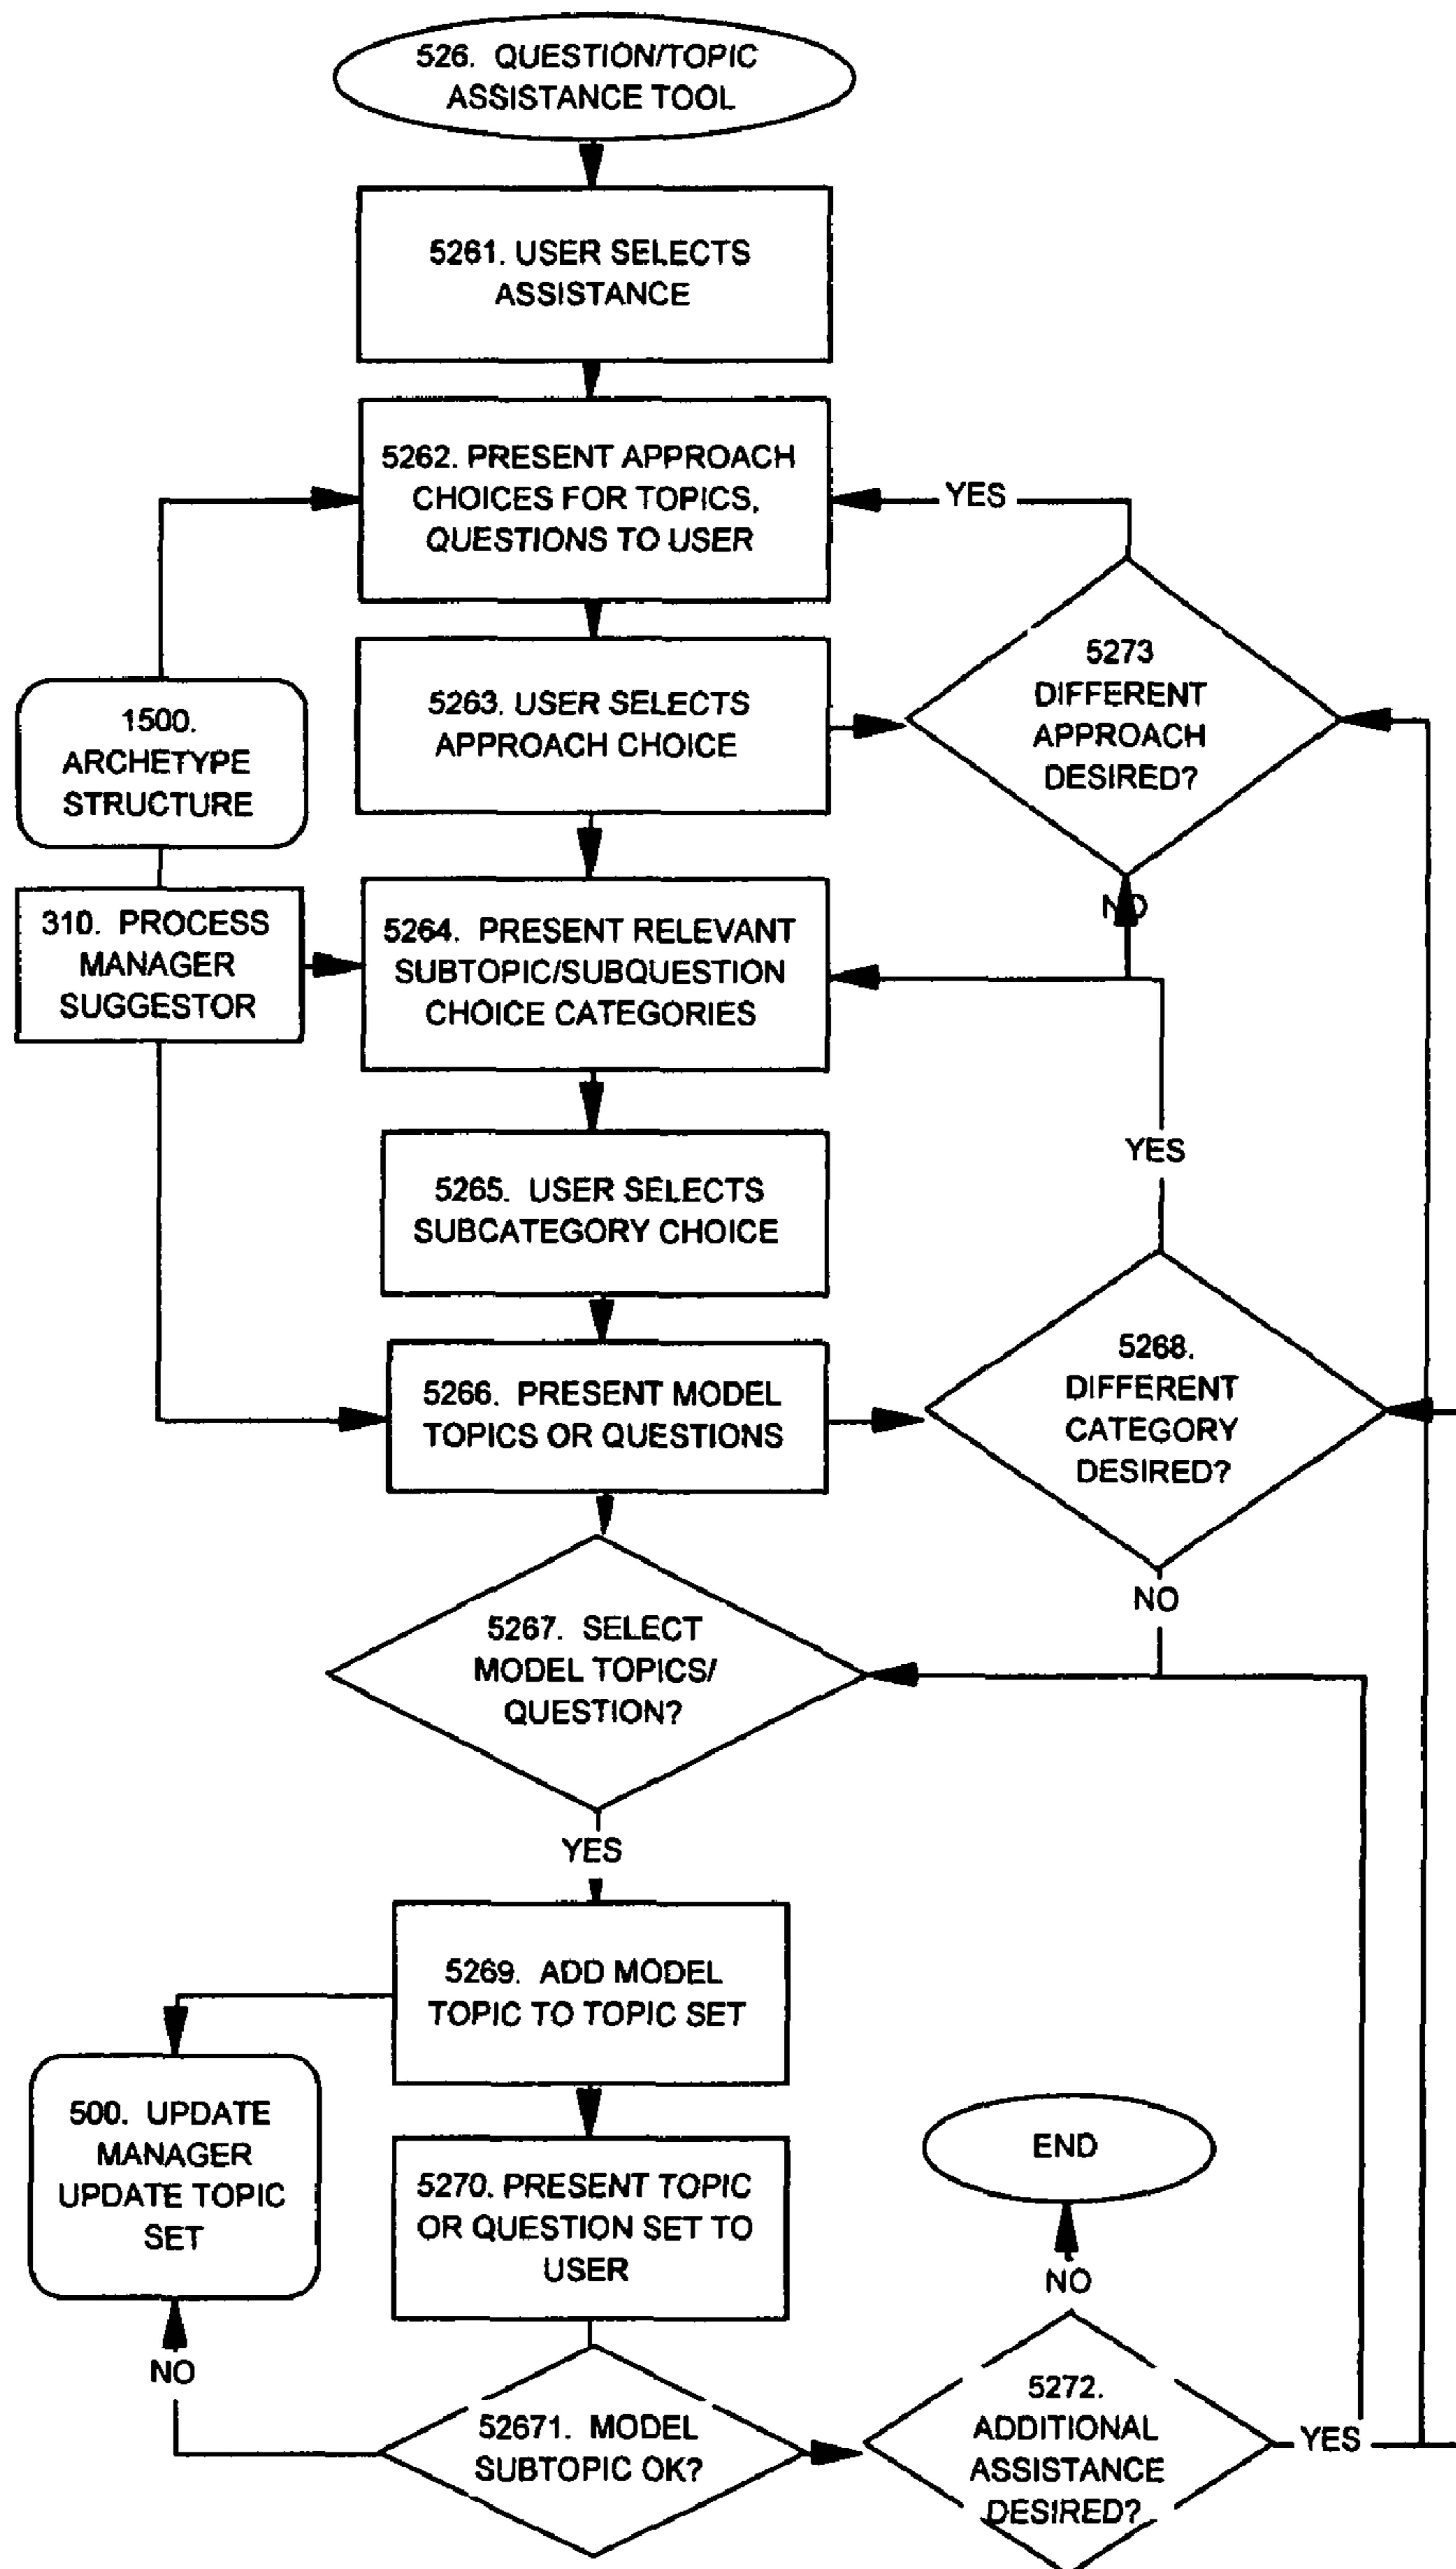 526. QUESTION/TOPIC
ASSISTANCE TOOL
5261. USER SELECTS
ASSISTANCE
5262. PRESENT APPROACH
CHOICES FOR TOPICS,
QUESTIONS TO USER
YES
5263. USER SELECTS
APPROACH CHOICE
5273
DIFFERENT
APPROACH
DESIRED?
1500.
ARCHETYPE
STRUCTURE
NO
310. PROCESS
MANAGER
SUGGESTOR
5264. PRESENT RELEVANT
SUBTOPIC/SUBQUESTION
CHOICE CATEGORIES
YES
5265. USER SELECTS
SUBCATEGORY CHOICE
5266. PRESENT MODEL
TOPICS OR QUESTIONS
5268.
DIFFERENT
CATEGORY
DESIRED?
NO
5267. SELECT
MODEL TOPICS/
QUESTION?
YES
5269. ADD MODEL
TOPIC TO TOPIC SET
500. UPDATE
MANAGER
UPDATE TOPIC
SET
5270. PRESENT TOPIC
OR QUESTION SET TO
USER
END
NO
NO
52671. MODEL
SUBTOPIC OK?
5272.
ADDITIONAL
ASSISTANCE
DESIRED?
YES